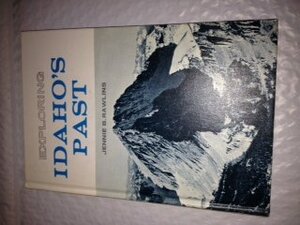 EXPLORING
IDAHO'S
PAST
JENNIE B. RAWLINS